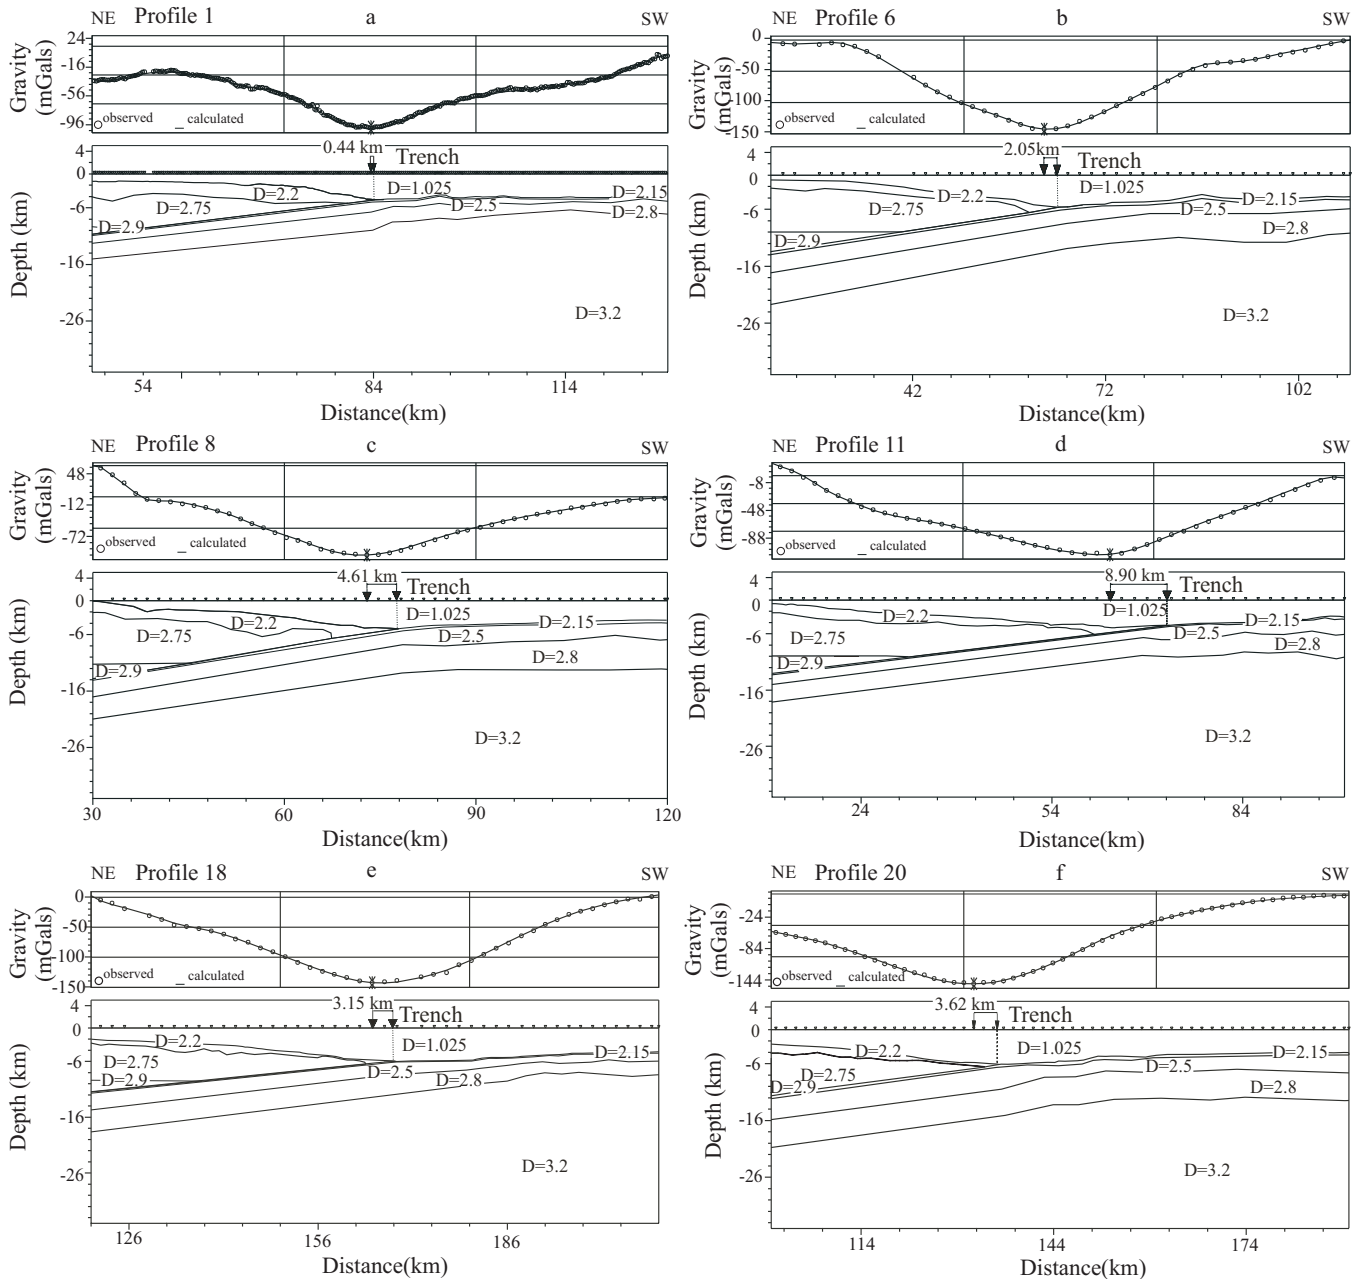 NE Profile 1 a SW
Gravity (mGals)
24
-16
-56
-96
observed _ calculated
0.44 km
Trench
Depth (km)
4
0
-6
-16
-26
D=1.025
D=2.2
D=2.15
D=2.75
D=2.5
D=2.8
D=2.9
D=3.2
54 84 114
Distance(km)
NE Profile 6 b SW
Gravity (mGals)
0
-50
-100
-150
observed _ calculated
2.05km
Trench
Depth (km)
4
0
-6
-16
-26
D=1.025
D=2.2
D=2.15
D=2.75
D=2.5
D=2.8
D=2.9
D=3.2
42 72 102
Distance(km)
NE Profile 8 c SW
Gravity (mGals)
48
-12
-72
observed _ calculated
4.61 km
Trench
Depth (km)
4
0
-6
-16
-26
D=1.025
D=2.2
D=2.15
D=2.75
D=2.5
D=2.8
D=2.9
D=3.2
30 60 90 120
Distance(km)
NE Profile 11 d SW
Gravity (mGals)
-8
-48
-88
observed _ calculated
8.90 km
Trench
Depth (km)
4
0
-6
-16
-26
D=1.025
D=2.2
D=2.15
D=2.75
D=2.5
D=2.8
D=2.9
D=3.2
24 54 84
Distance(km)
NE Profile 18 e SW
Gravity (mGals)
0
-50
-100
-150
observed _ calculated
3.15 km
Trench
Depth (km)
4
0
-6
-16
-26
D=2.2
D=1.025
D=2.15
D=2.75
D=2.5
D=2.9
D=2.8
D=3.2
126 156 186
Distance(km)
NE Profile 20 f SW
Gravity (mGals)
-24
-84
-144
observed _ calculated
3.62 km
Trench
Depth (km)
4
0
-6
-16
-26
D=2.2
D=1.025
D=2.15
D=2.75
D=2.5
D=2.9
D=2.8
D=3.2
114 144 174
Distance(km)